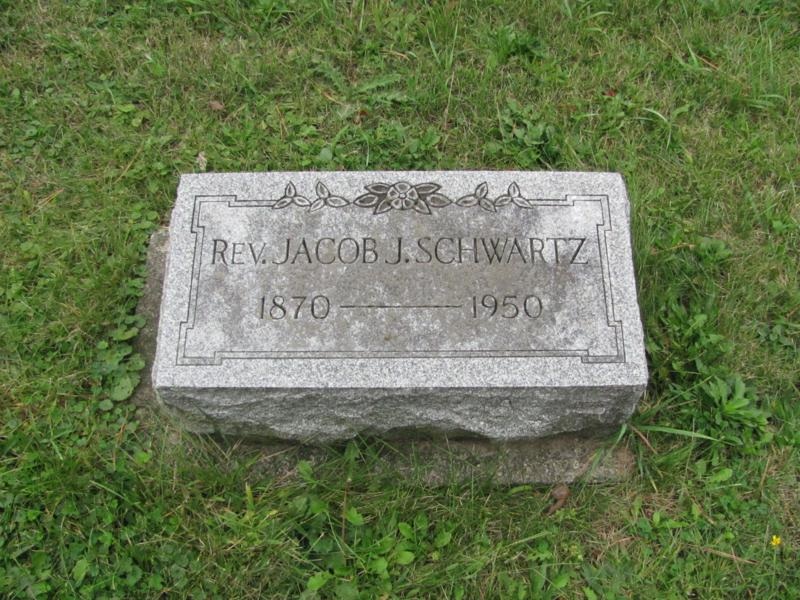 REV. JACOB J. SCHWARTZ
1870 — 1950